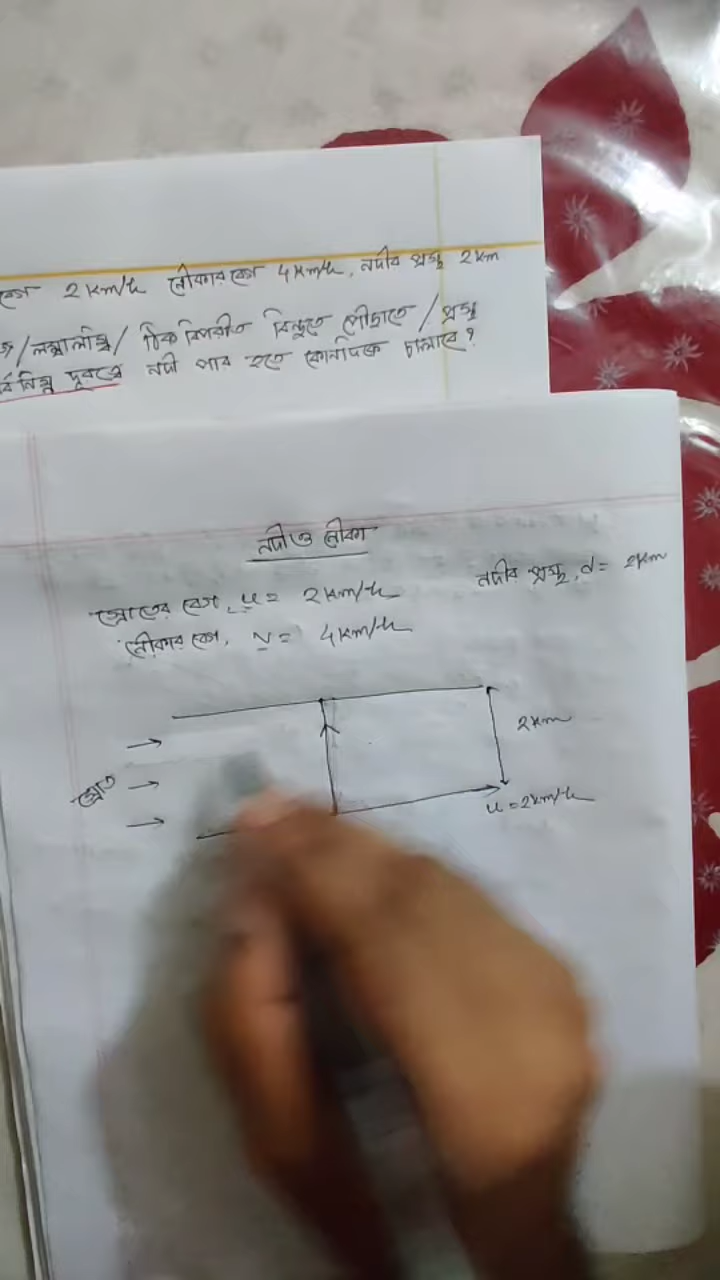 বেগ 2 km/h নৌকার বেগ 4 km/h, নদীর প্রস্থ 2 km
/ লম্বালম্বি / ঠিক বিপরীত বিন্দুতে পৌঁছাতে / প্রস্থ
দূরত্বে নদী পার হতে কোনদিকে চালাবে?
নদী ও নৌকা
স্রোতের বেগ, u = 2 km/h
নদীর প্রস্থ, d = 2 km
নৌকার বেগ, v = 4 km/h
2 km
স্রোত
u = 2 km/h